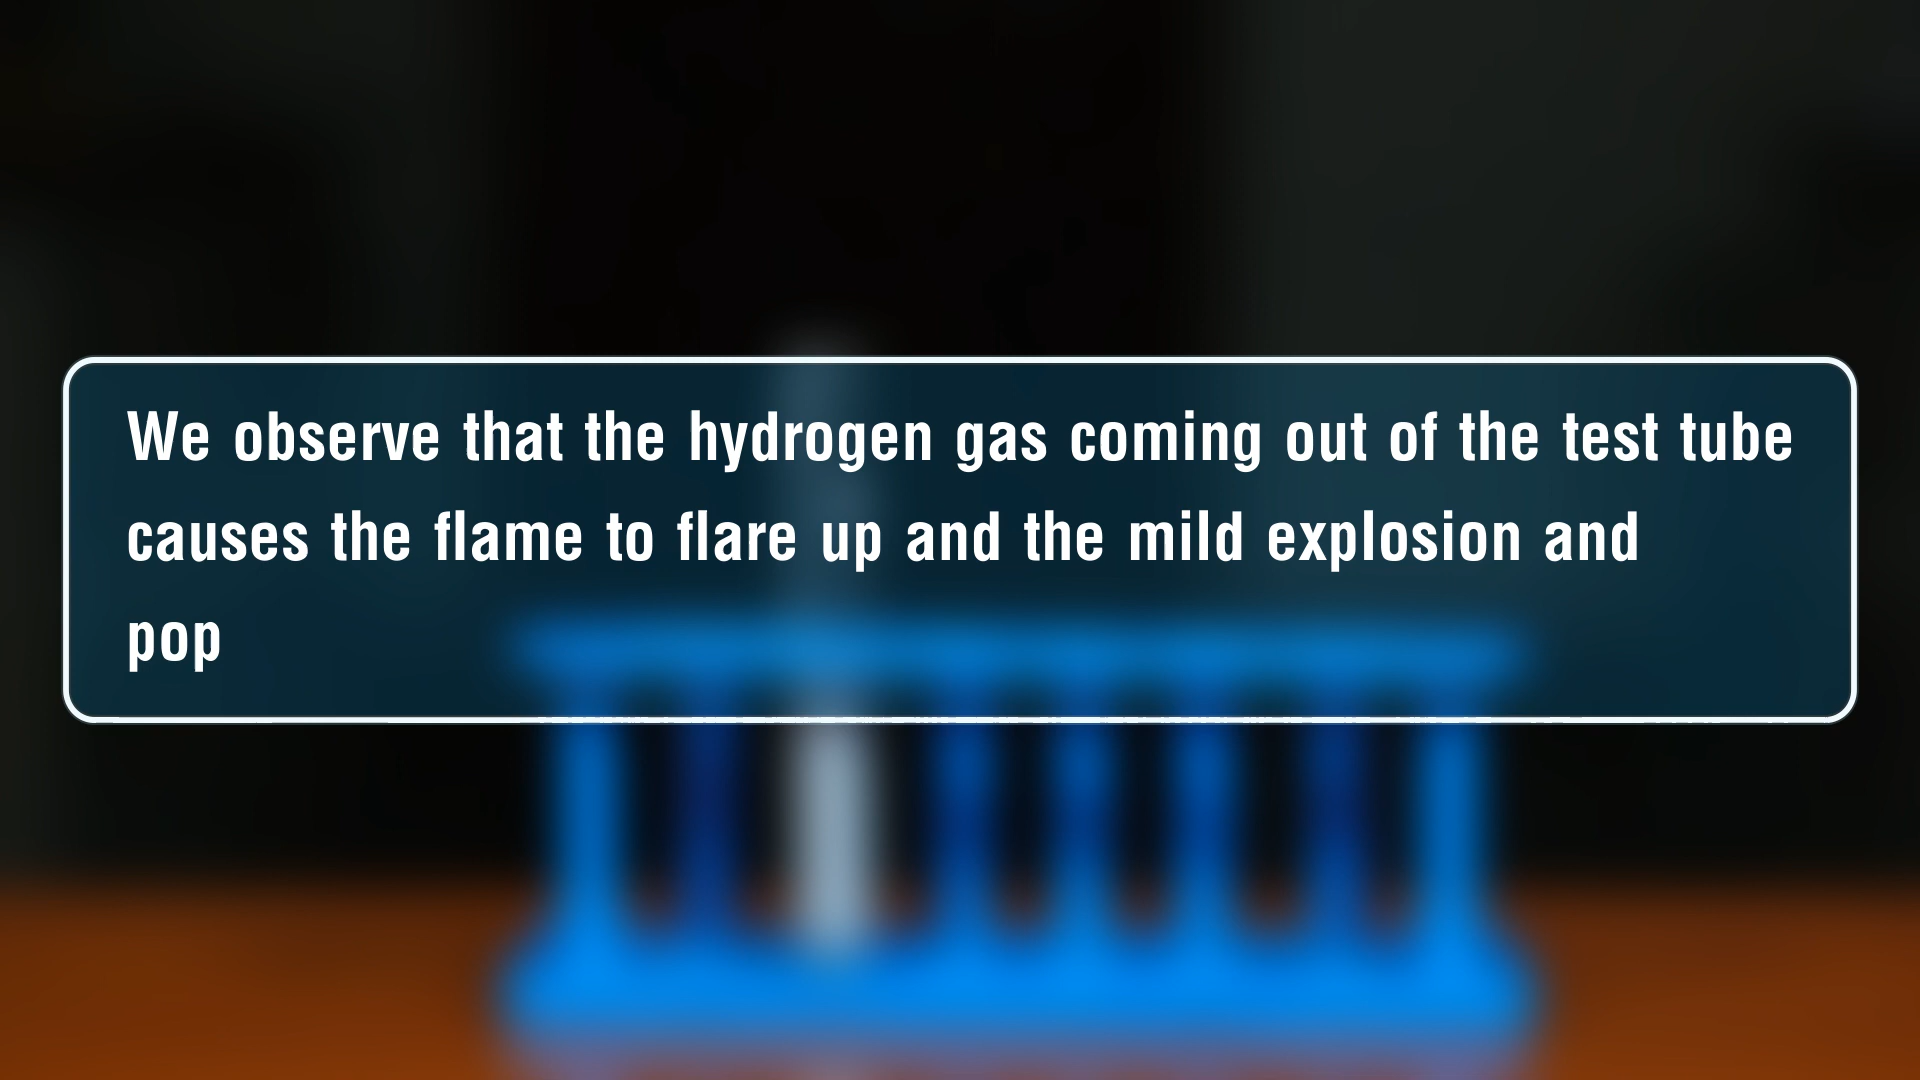 We observe that the hydrogen gas coming out of the test tube
causes the flame to flare up and the mild explosion and
pop